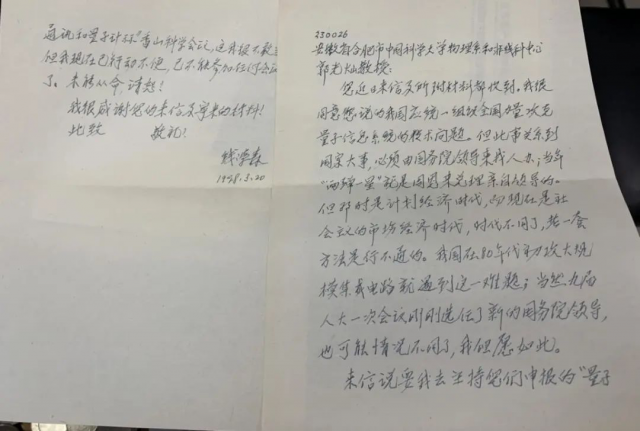 230026
安徽省合肥市中国科学大学物理系和非线科中心
郭光灿教授：
您近日来信及所附材料都收到。我很
同意您说的我国应统一组织全国力量攻克
量子信息系统的技术问题。但此事关系到
国家大事，必须由国务院领导来找人办；当年
“两弹一星”就是周恩来总理亲自领导的。
但那时是计划经济时代，而现在是社
会主义的市场经济时代，时代不同了，老一套
方法是行不通的。我国在80年代初攻大规
模集成电路就遇到这一难题；当然九届
人大一次会议刚刚选任了新的国务院领导，
也可能情况不同了，我但愿如此。
来信说要我去主持您们申报的“量子
通讯和量子计算”香山科学会议，这真很不敢当
但我现在已行动不便，已不能参加任何会议
了。未能从命，请恕！
我很感谢您的来信及寄来的材料！
此致
敬礼！
钱学森
1998.3.20